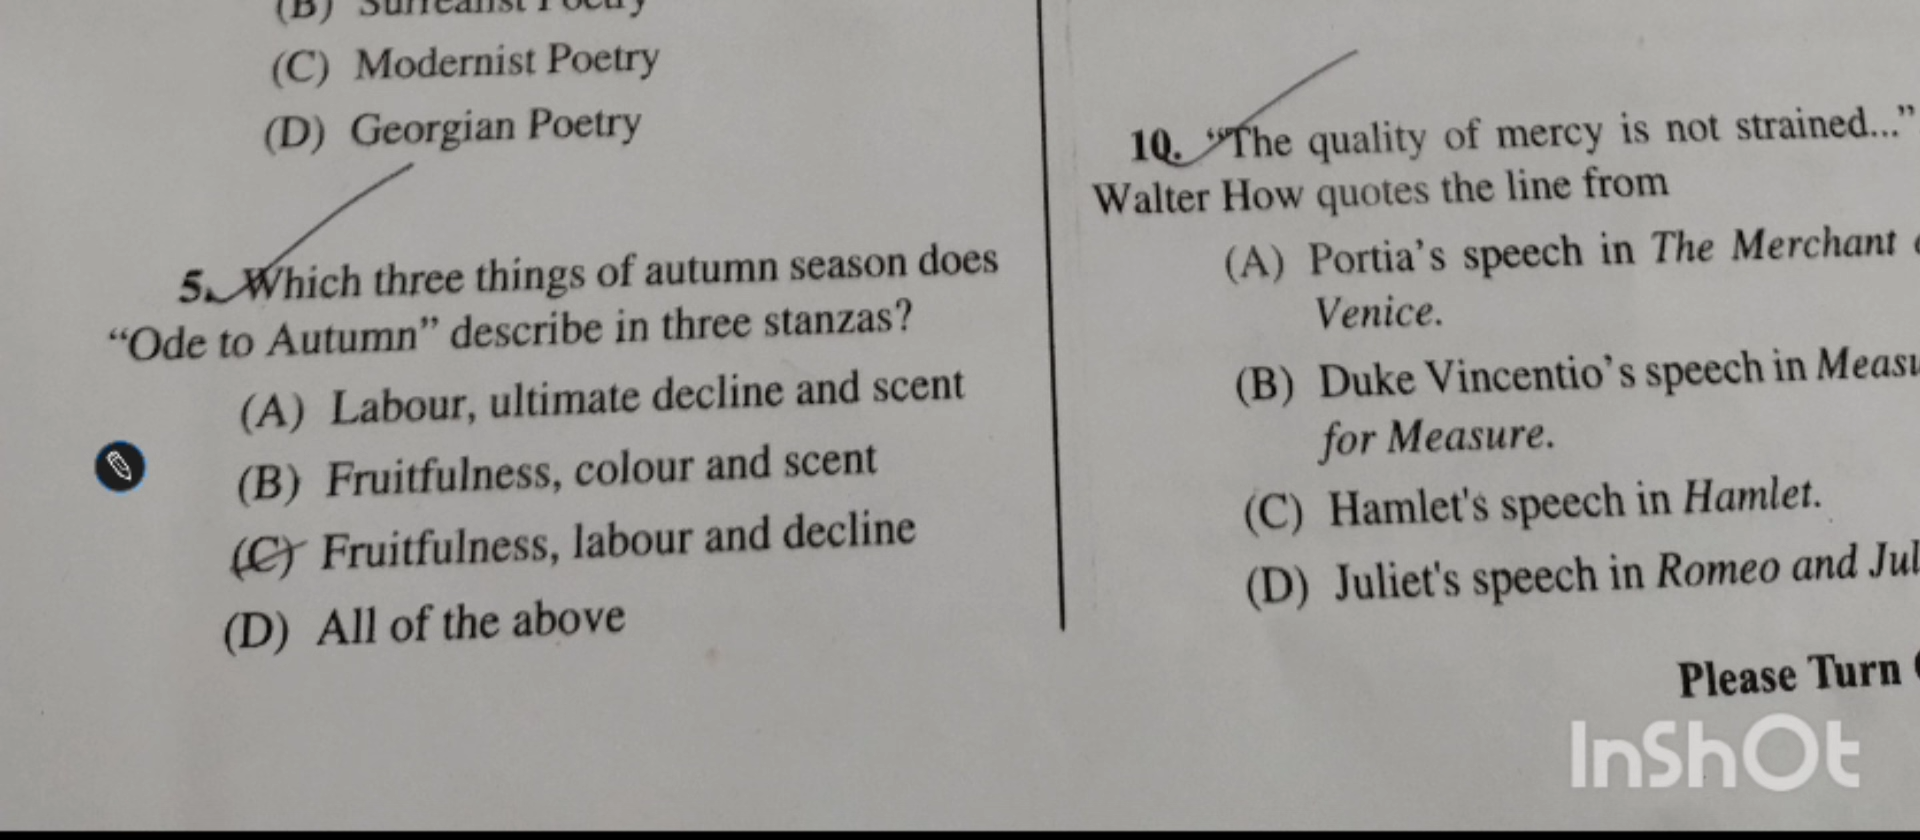 (B) Surrealist Poetry
(C) Modernist Poetry
(D) Georgian Poetry
5. Which three things of autumn season does
“Ode to Autumn” describe in three stanzas?
(A) Labour, ultimate decline and scent
(B) Fruitfulness, colour and scent
(C) Fruitfulness, labour and decline
(D) All of the above
10. “The quality of mercy is not strained...”
Walter How quotes the line from
(A) Portia’s speech in The Merchant
Venice.
(B) Duke Vincentio’s speech in
for Measure.
(C) Hamlet's speech in Hamlet.
(D) Juliet's speech in Romeo and
Please Turn
InShOt